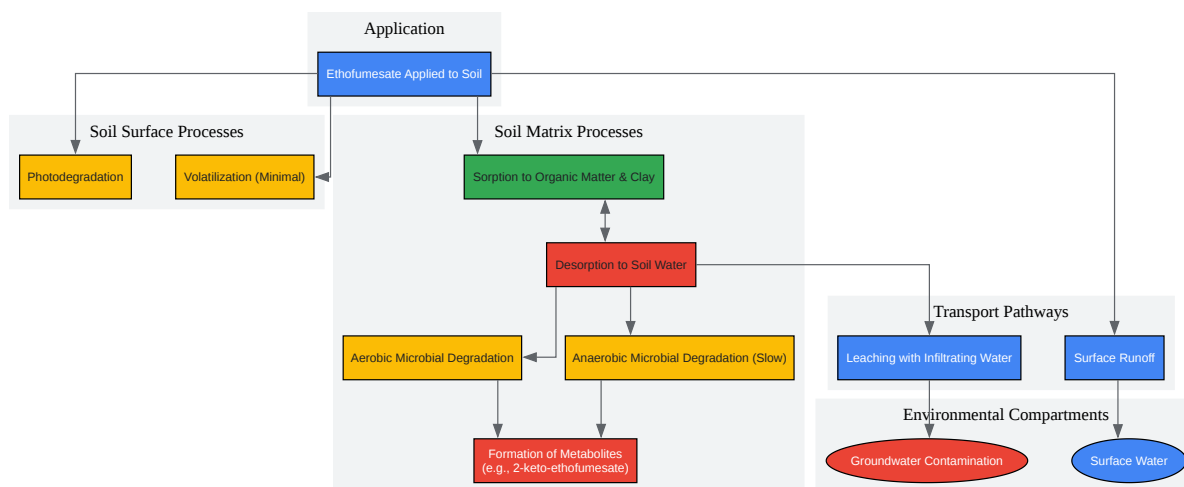 Application
Ethofumesate Applied to Soil
Soil Surface Processes
Soil Matrix Processes
Photodegradation
Volatilization (Minimal)
Sorption to Organic Matter & Clay
Desorption to Soil Water
Transport Pathways
Aerobic Microbial Degradation
Anaerobic Microbial Degradation (Slow)
Leaching with Infiltrating Water
Surface Runoff
Environmental Compartments
Formation of Metabolites
(e.g., 2-keto-ethofumesate)
Groundwater Contamination
Surface Water